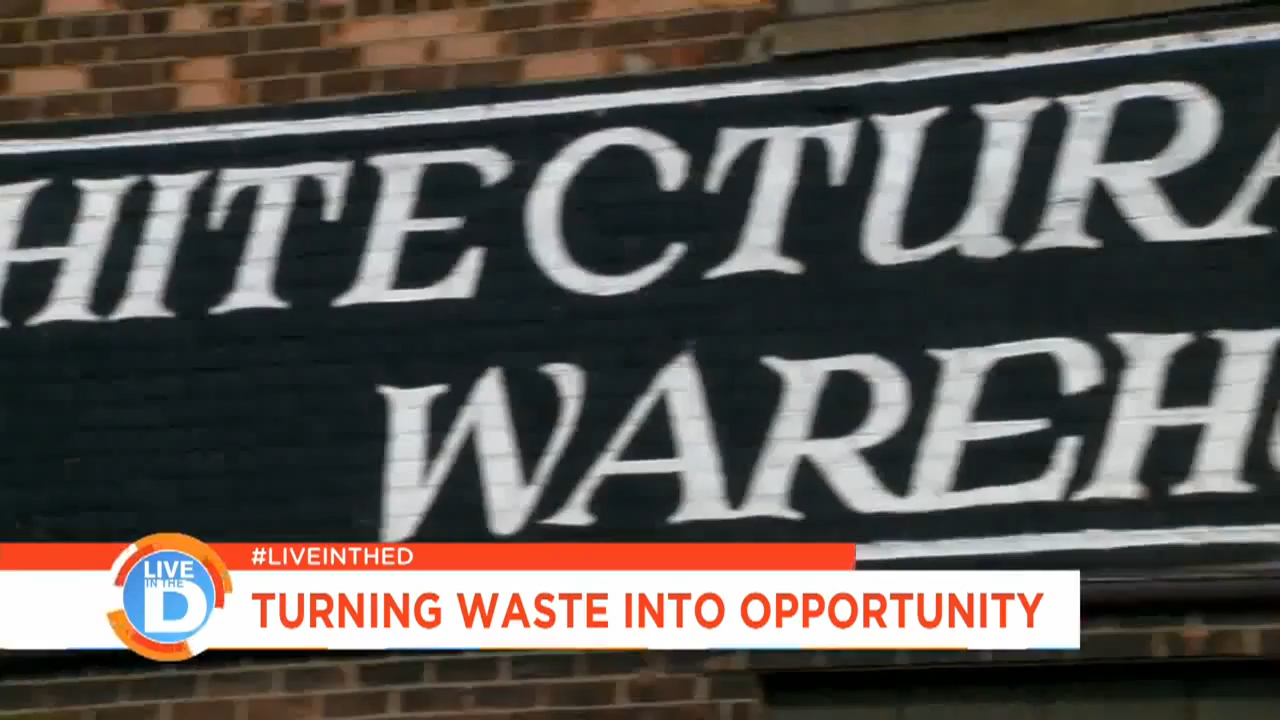 HITECTURA
WAREH
#LIVEINTHED
LIVE
IN THE
D
TURNING WASTE INTO OPPORTUNITY